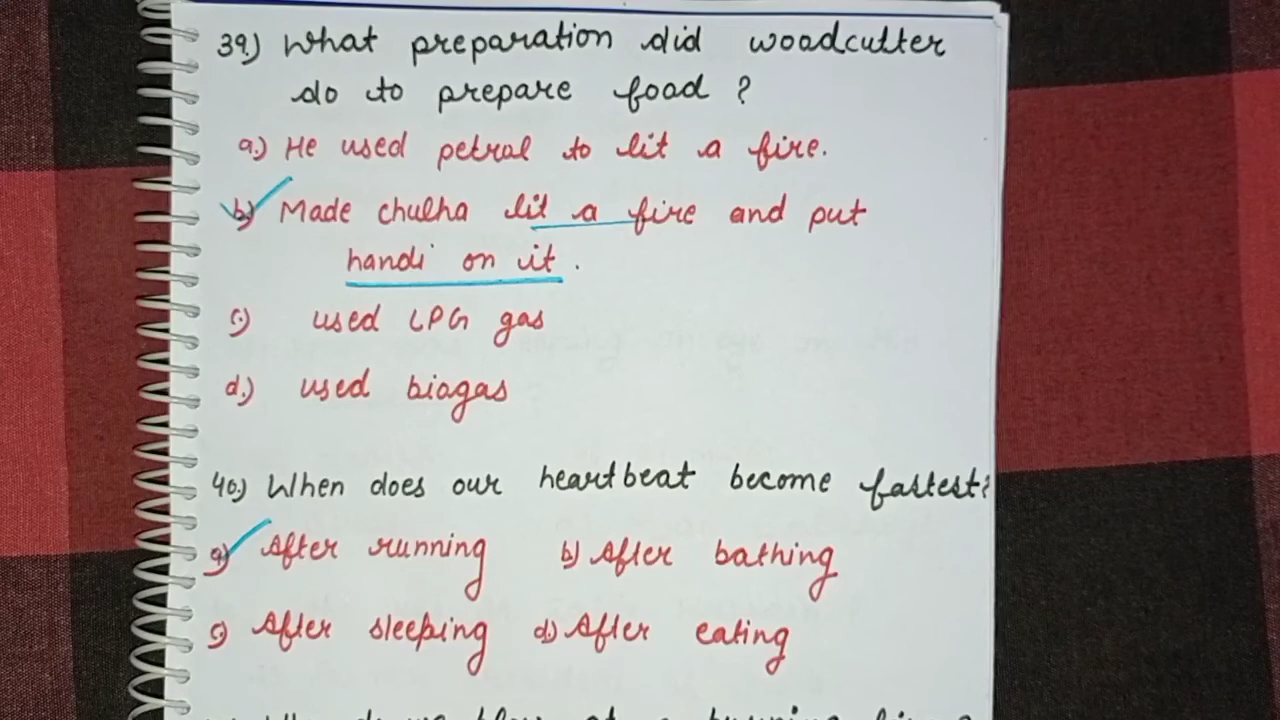 39.) What preparation did woodcutter
do to prepare food ?
a.) He used petral to lit a fire.
b.) Made chulha lit a fire and put
handi on it.
c.) used LPG gas
d.) used biogas
40.) When does our heartbeat become fastest?
a) After running b) After bathing
c) After sleeping d) After eating